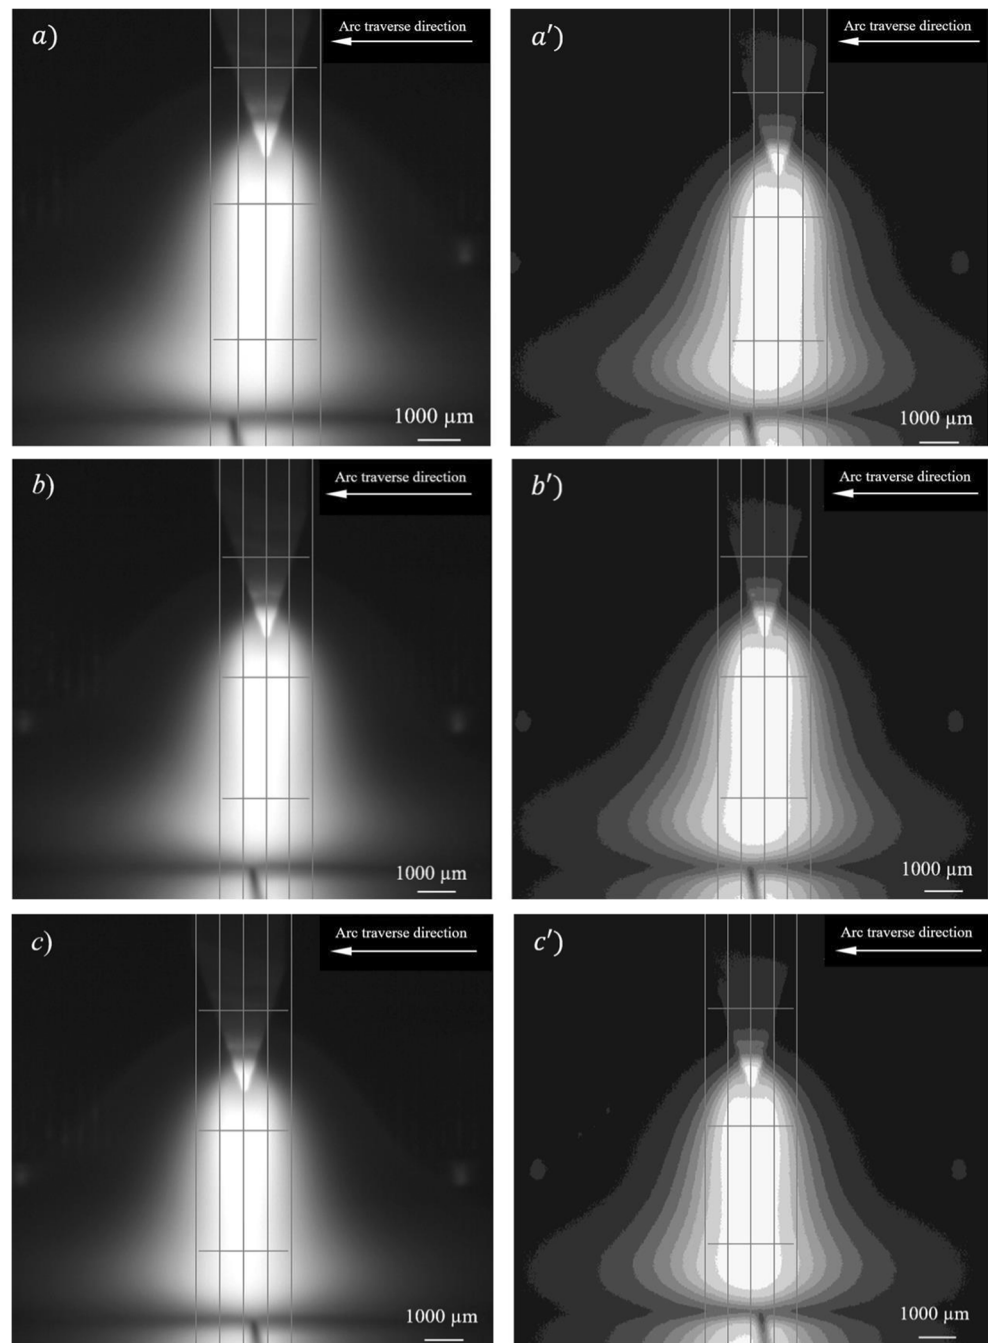 a)
Arc traverse direction
1000 µm
a′)
Arc traverse direction
1000 µm
b)
Arc traverse direction
1000 µm
b′)
Arc traverse direction
1000 µm
c)
Arc traverse direction
1000 µm
c′)
Arc traverse direction
1000 µm